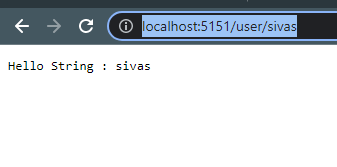 localhost:5151/user/sivas
Hello String : sivas